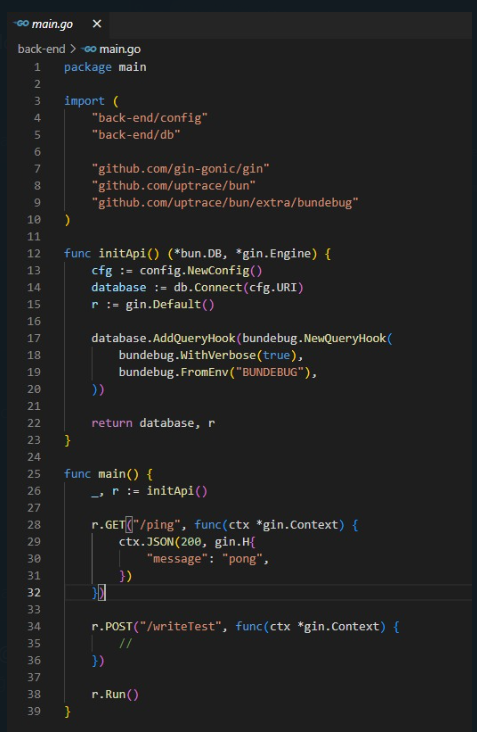 main.go ×
back-end > main.go
1 package main
2
3 import (
4     "back-end/config"
5     "back-end/db"
6
7     "github.com/gin-gonic/gin"
8     "github.com/uptrace/bun"
9     "github.com/uptrace/bun/extra/bundebug"
10 )
11
12 func initApi() (*bun.DB, *gin.Engine) {
13     cfg := config.NewConfig()
14     database := db.Connect(cfg.URI)
15     r := gin.Default()
16
17     database.AddQueryHook(bundebug.NewQueryHook(
18         bundebug.WithVerbose(true),
19         bundebug.FromEnv("BUNDEBUG"),
20     ))
21
22     return database, r
23 }
24
25 func main() {
26     _, r := initApi()
27
28     r.GET("/ping", func(ctx *gin.Context) {
29         ctx.JSON(200, gin.H{
30             "message": "pong",
31         })
32     })
33
34     r.POST("/writeTest", func(ctx *gin.Context) {
35         //
36     })
37
38     r.Run()
39 }